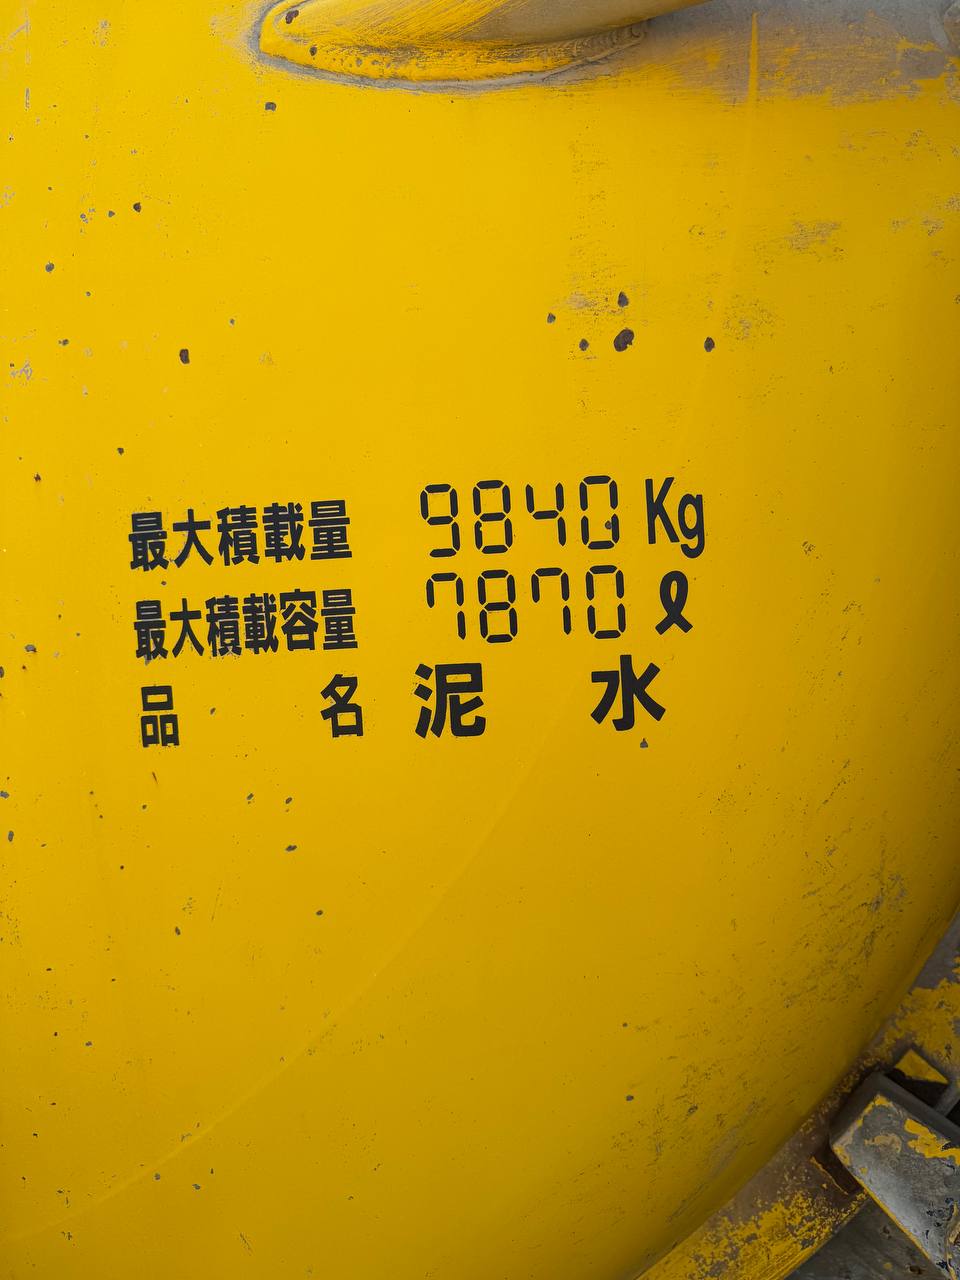 最大積載量 9840 Kg
最大積載容量 7870 ℓ
品 名 泥 水